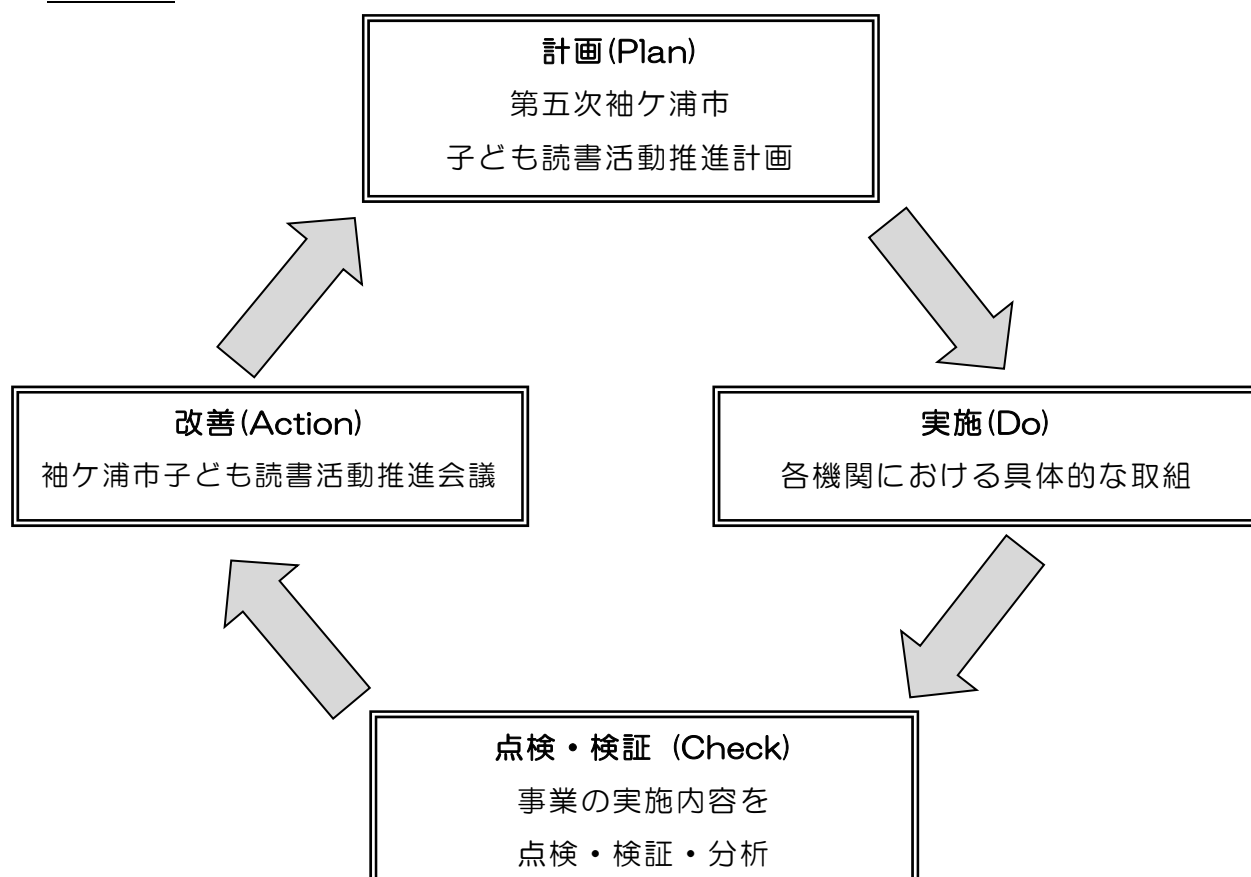 計画(Plan)
第五次袖ケ浦市
子ども読書活動推進計画
改善(Action)
袖ケ浦市子ども読書活動推進会議
実施(Do)
各機関における具体的な取組
点検・検証 (Check)
事業の実施内容を
点検・検証・分析